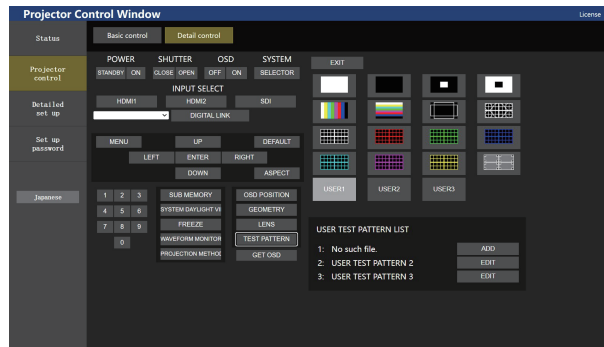 Projector Control Window
License
Status
Projector
control
Detailed
set up
Set up
password
Japanese
Basic control
Detail control
POWER
SHUTTER
OSD
SYSTEM
STANDBY
ON
CLOSE
OPEN
OFF
ON
SELECTOR
INPUT SELECT
HDMI1
HDMI2
SDI
DIGITAL LINK
MENU
UP
DEFAULT
LEFT
ENTER
RIGHT
DOWN
ASPECT
1
2
3
4
5
6
7
8
9
0
SUB MEMORY
SYSTEM DAYLIGHT VI
FREEZE
WAVEFORM MONITOR
PROJECTION METHOD
OSD POSITION
GEOMETRY
LENS
TEST PATTERN
GET OSD
EXIT
USER1
USER2
USER3
USER TEST PATTERN LIST
1: No such file. ADD
2: USER TEST PATTERN 2 EDIT
3: USER TEST PATTERN 3 EDIT